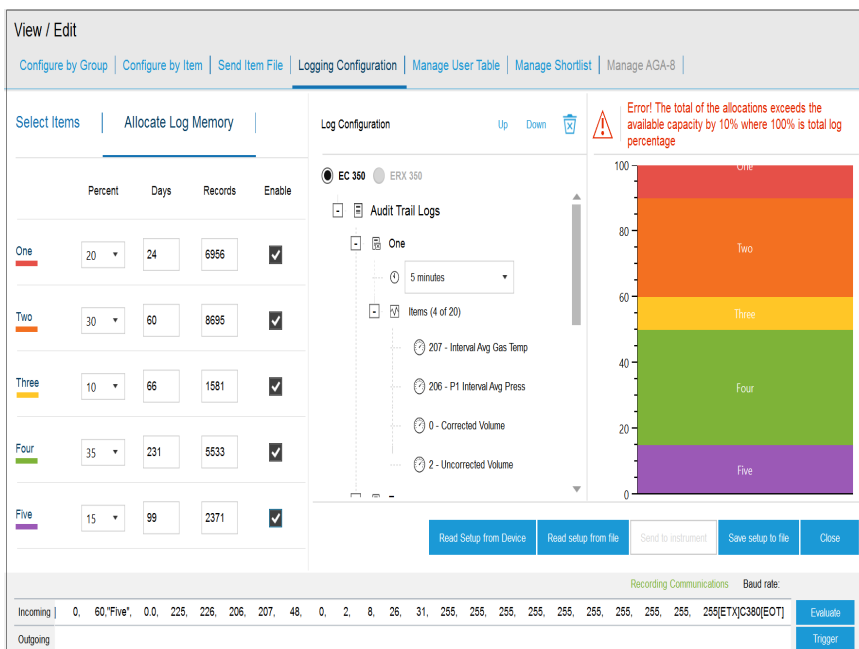 View / Edit
Configure by Group | Configure by Item | Send Item File | Logging Configuration | Manage User Table | Manage Shortlist | Manage AGA-8 |
Select Items | Allocate Log Memory |
Percent Days Records Enable
One 20 24 6956
Two 30 60 8695
Three 10 66 1581
Four 35 231 5533
Five 15 99 2371
Log Configuration Up Down
EC 350 ERX 350
Audit Trail Logs
One
5 minutes
Items (4 of 20)
207 - Interval Avg Gas Temp
206 - P1 Interval Avg Press
0 - Corrected Volume
2 - Uncorrected Volume
Error! The total of the allocations exceeds the
available capacity by 10% where 100% is total log
percentage
100
One
80
Two
60
Three
40
Four
20
Five
0
Read Setup from Device Read setup from file Send to instrument Save setup to file Close
Recording Communications Baud rate:
Incoming | 0, 60,"Five", 0.0, 225, 226, 206, 207, 48, 0, 2, 8, 26, 31, 255, 255, 255, 255, 255, 255, 255, 255, 255, 255[ETX]C380[EOT] Evaluate
Outgoing Trigger